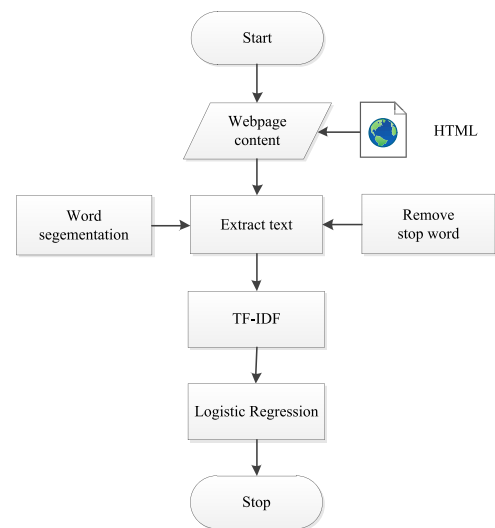 Start
Webpage
content
HTML
Word
segementation
Extract text
Remove
stop word
TF-IDF
Logistic Regression
Stop